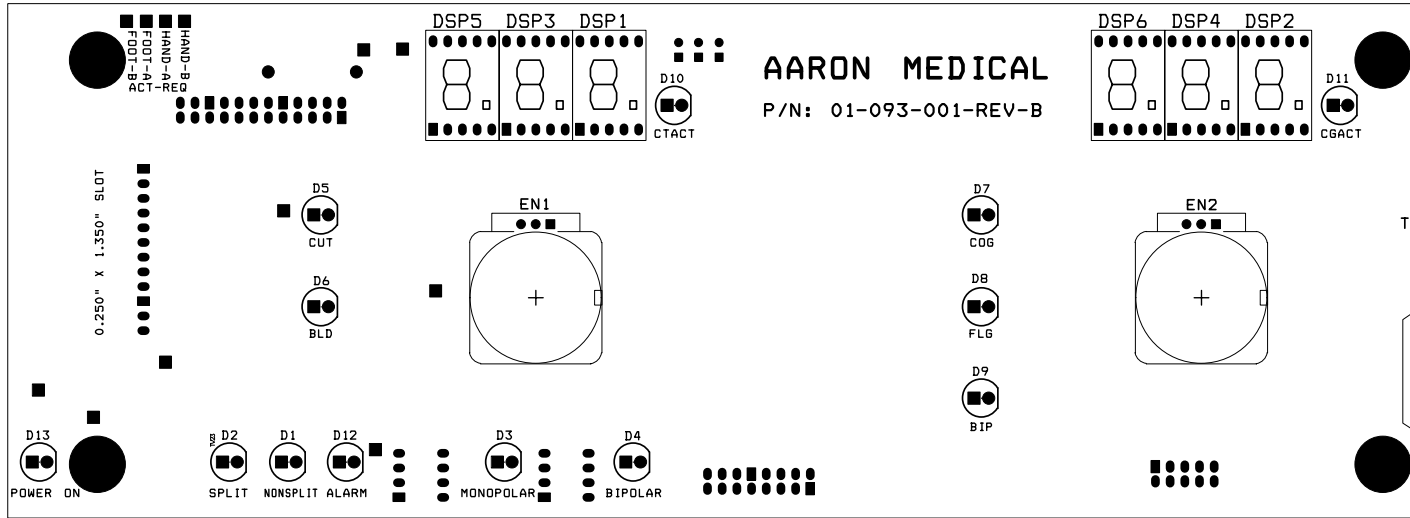 DSP5 DSP3 DSP1
DSP6 DSP4 DSP2
FOOT-B
FOOT-A
HAND-A
HAND-B
ACT-REQ
D10
CTACT
AARON MEDICAL
P/N: 01-093-001-REV-B
D11
CGACT
0.250" X 1.350" SLOT
D5
CUT
EN1
D7
COG
EN2
T
D6
BLD
D8
FLG
D9
BIP
D13
POWER ON
D2
SPLIT
D1
NONSPLIT
D12
ALARM
D3
MONOPOLAR
D4
BIPOLAR